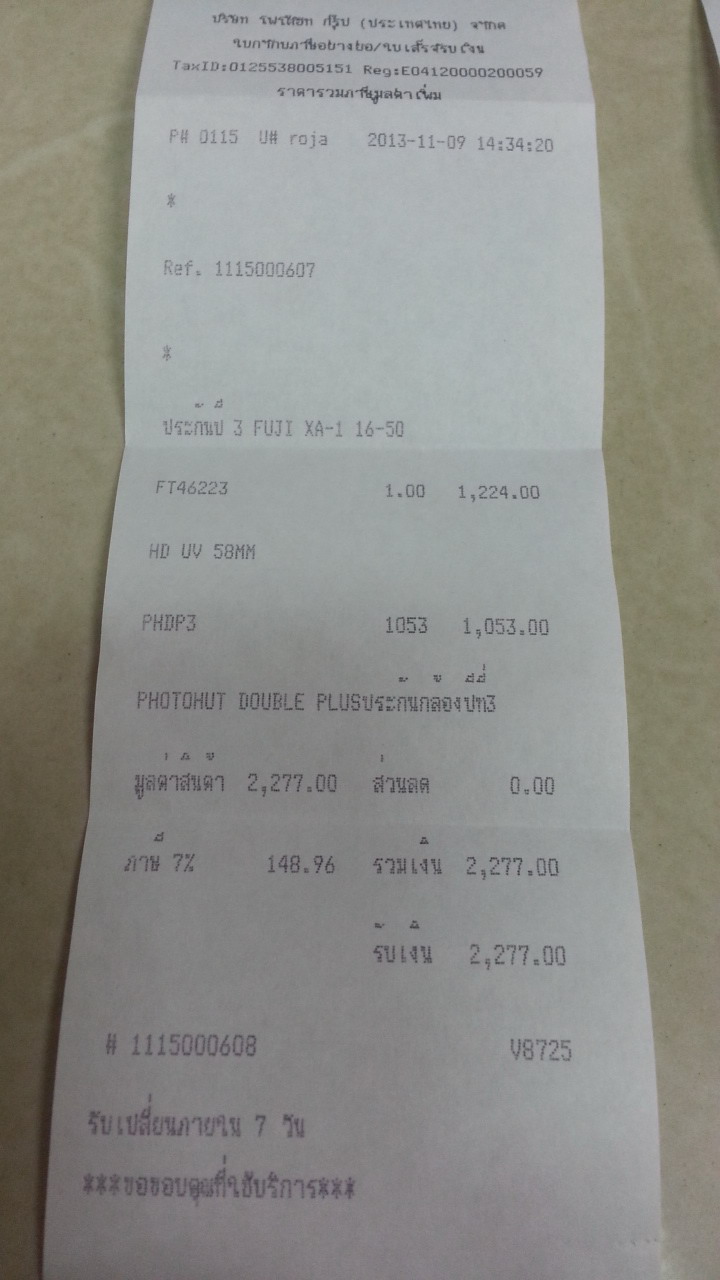 บริษัท โฟโต้ฮัท กรุ๊ป (ประเทศไทย) จำกัด
ใบกำกับภาษีอย่างย่อ/ใบเสร็จรับเงิน
TaxID:0125538005151 Reg:E04120000200059
ราคารวมภาษีมูลค่าเพิ่ม
P# 0115 U# roja 2013-11-09 14:34:20
*
Ref. 1115000607
*
ประกันปี 3 FUJI XA-1 16-50
FT46223 1.00 1,224.00
HD UV 58MM
PHDP3 1053 1,053.00
PHOTOHUT DOUBLE PLUSประกันกล้องปีที่3
มูลค่าสินค้า 2,277.00 ส่วนลด 0.00
ภาษี 7% 148.96 รวมเงิน 2,277.00
รับเงิน 2,277.00
# 1115000608 V8725
รับเปลี่ยนภายใน 7 วัน
***ขอขอบคุณที่ใช้บริการ***